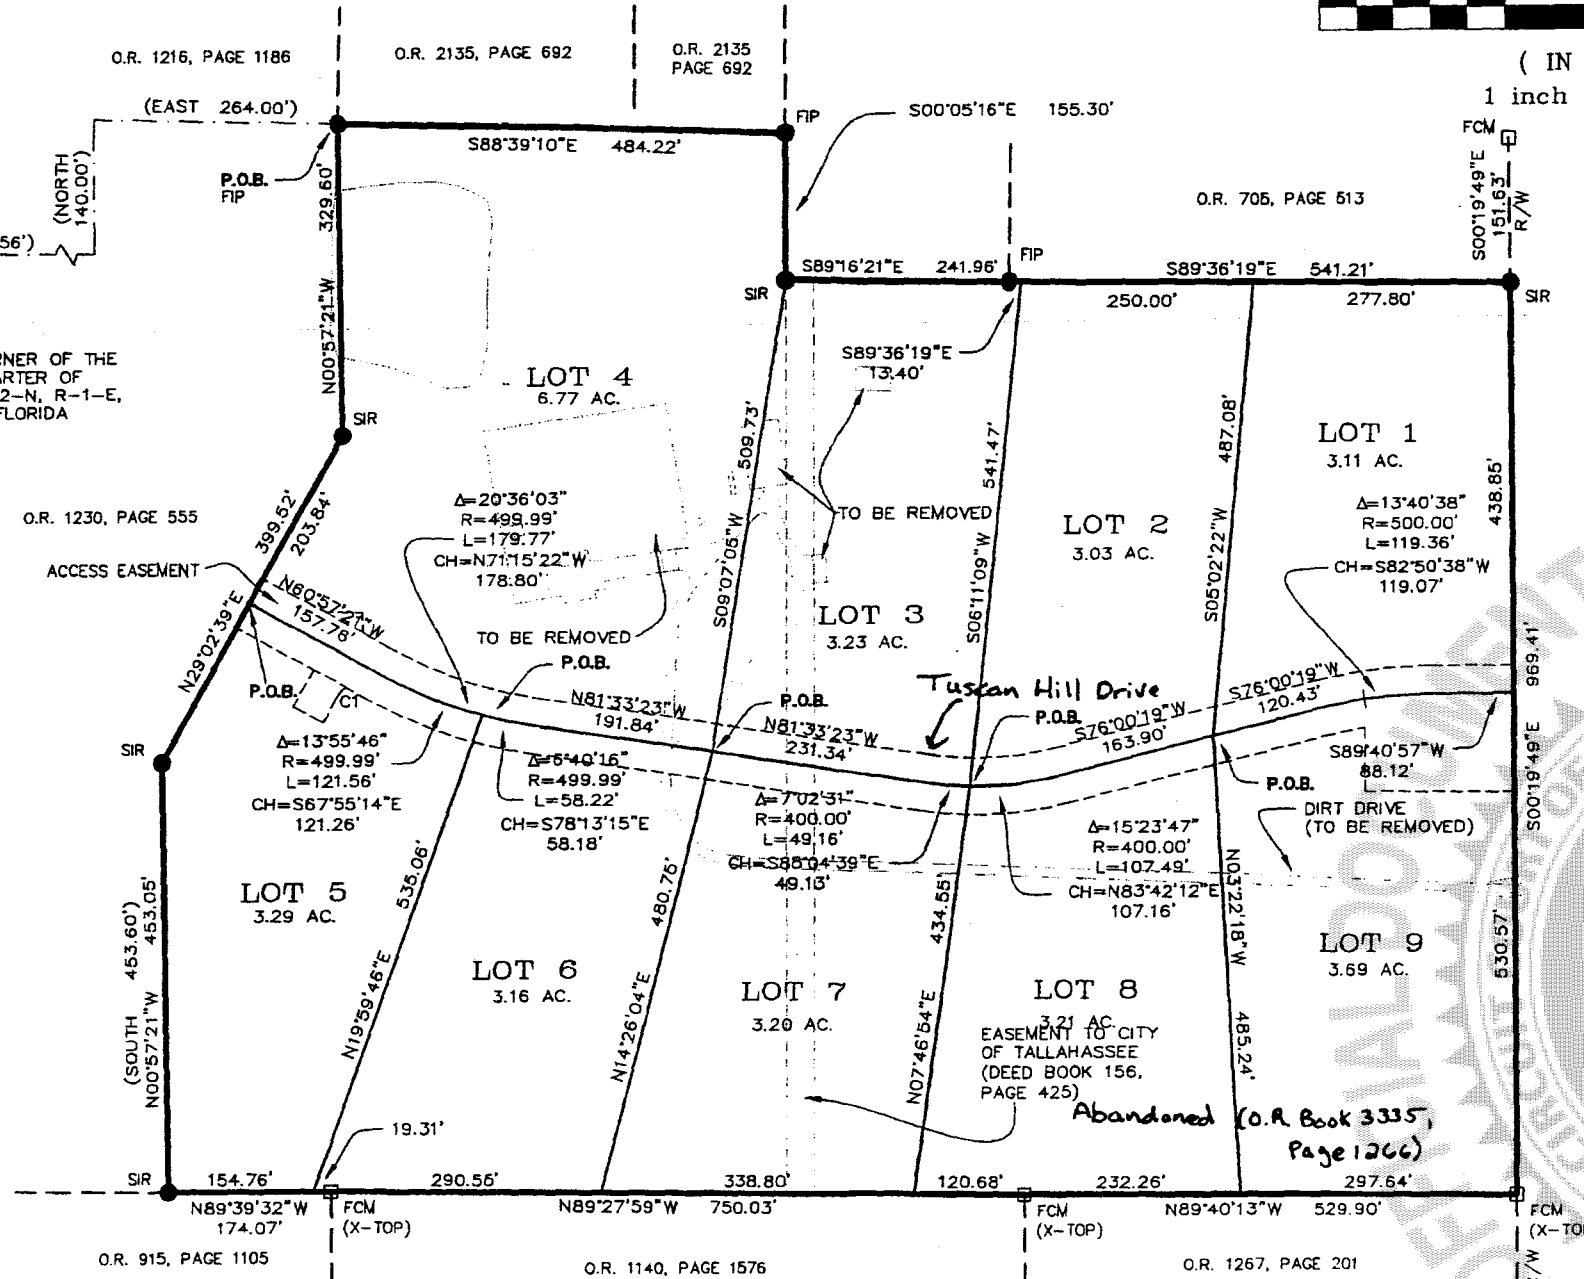 O.R. 1216, PAGE 1186
O.R. 2135, PAGE 692
O.R. 2135
PAGE 692
( IN
1 inch
(EAST 264.00')
FIP
S00°05'16"E 155.30'
FCM
S88°39'10"E 484.22'
P.O.B.
FIP
(NORTH
140.00')
329.60'
N00°57'21"W
O.R. 705, PAGE 513
S00°19'49"E
151.63'
R/W
56')
S89°16'21"E 241.96'
FIP
S89°36'19"E 541.21'
SIR
250.00'
277.80'
SIR
RNER OF THE
ARTER OF
2-N, R-1-E,
FLORIDA
S89°36'19"E
13.40'
LOT 4
6.77 AC.
SIR
509.73'
S09°07'05"W
541.47'
S06°11'09"W
487.08'
S05°02'22"W
LOT 1
3.11 AC.
438.85'
O.R. 1230, PAGE 555
399.52'
203.84'
Δ=20°36'03"
R=499.99'
L=179.77'
CH=N71°15'22"W
178.80'
TO BE REMOVED
LOT 2
3.03 AC.
Δ=13°40'38"
R=500.00'
L=119.36'
CH=S82°50'38"W
119.07'
ACCESS EASEMENT
N60°57'21"W
157.76'
N29°02'39"E
TO BE REMOVED
P.O.B.
LOT 3
3.23 AC.
969.41'
S00°19'49"E
P.O.B.
C1
N81°33'23"W
191.84'
P.O.B.
Tuscan Hill Drive
N81°33'23"W
231.34'
P.O.B.
S76°00'19"W
163.90'
S76°00'19"W
120.43'
S89°40'57"W
88.12'
SIR
Δ=13°55'46"
R=499.99'
L=121.56'
CH=S67°55'14"E
121.26'
Δ=6°40'16"
R=499.99'
L=58.22'
CH=S78°13'15"E
58.18'
P.O.B.
DIRT DRIVE
(TO BE REMOVED)
Δ=7°02'31"
R=400.00'
L=49.16'
CH=S88°04'39"E
49.13'
Δ=15°23'47"
R=400.00'
L=107.49'
CH=N83°42'12"E
107.16'
LOT 5
3.29 AC.
535.06'
N19°59'46"E
480.76'
N14°26'04"E
434.55'
N07°46'54"E
N03°22'18"W
485.24'
530.57'
(SOUTH 453.60')
N00°57'21"W 453.05'
LOT 6
3.16 AC.
LOT 7
3.20 AC.
LOT 8
3.21 AC.
LOT 9
3.69 AC.
EASEMENT TO CITY
OF TALLAHASSEE
(DEED BOOK 156,
PAGE 425)
Abandoned (O.R. Book 3335,
Page 1266)
19.31'
SIR
154.76'
290.55'
338.80'
120.68'
232.26'
297.64'
N89°39'32"W
174.07'
FCM
(X-TOP)
N89°27'59"W 750.03'
FCM
(X-TOP)
N89°40'13"W 529.90'
FCM
(X-TOP
O.R. 915, PAGE 1105
O.R. 1140, PAGE 1576
O.R. 1267, PAGE 201
/W